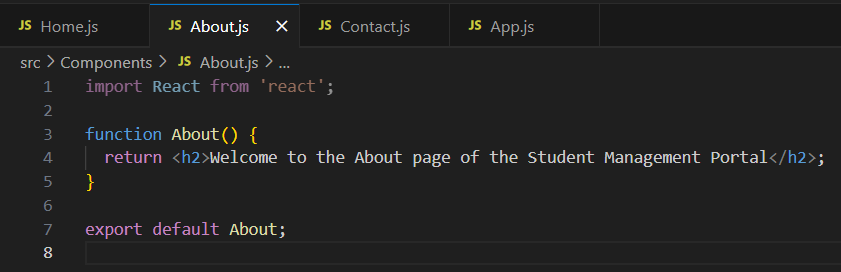 JS Home.js JS About.js × JS Contact.js JS App.js
src > Components > JS About.js > ...
1 import React from 'react';
2
3 function About() {
4 return <h2>Welcome to the About page of the Student Management Portal</h2>;
5 }
6
7 export default About;
8